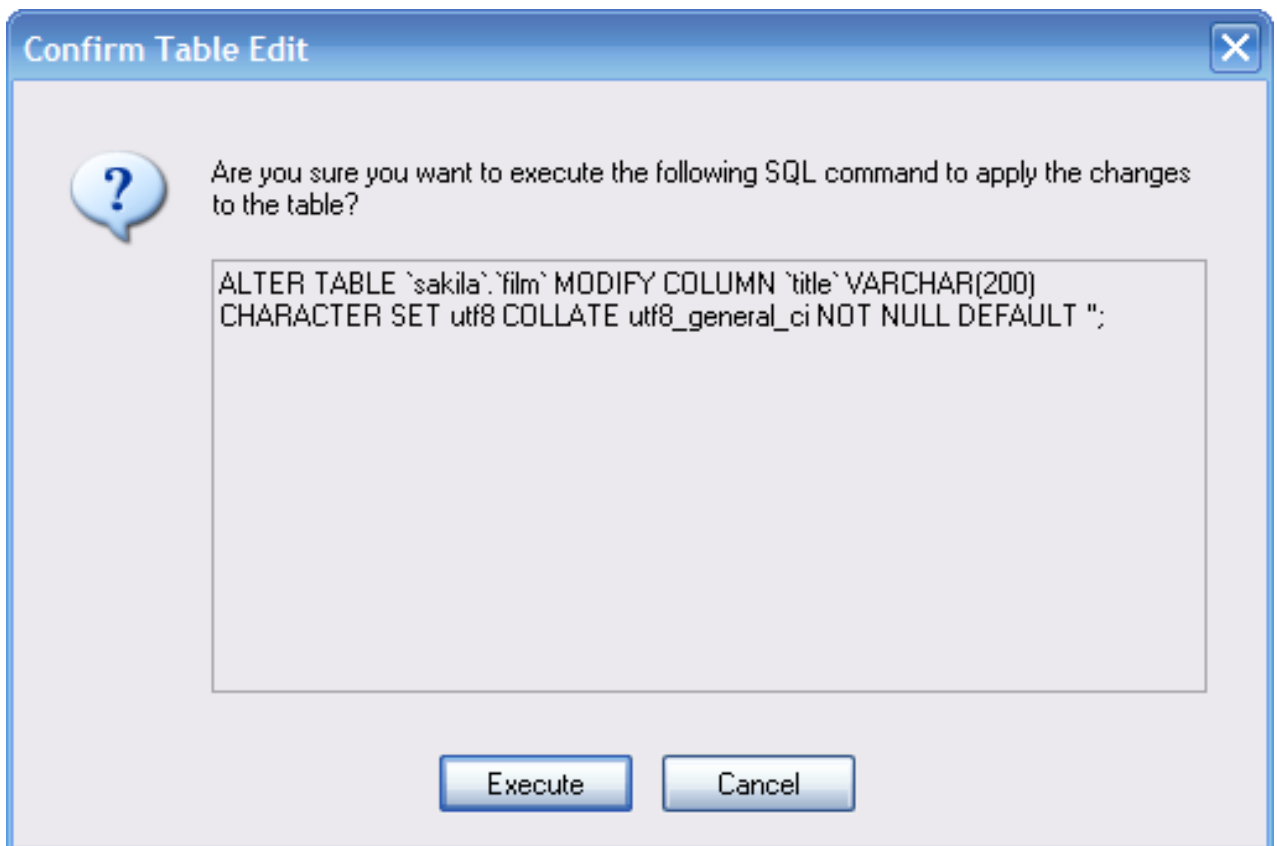 Confirm Table Edit
Are you sure you want to execute the following SQL command to apply the changes
to the table?
ALTER TABLE `sakila`.`film` MODIFY COLUMN `title` VARCHAR(200)
CHARACTER SET utf8 COLLATE utf8_general_ci NOT NULL DEFAULT '';
Execute
Cancel